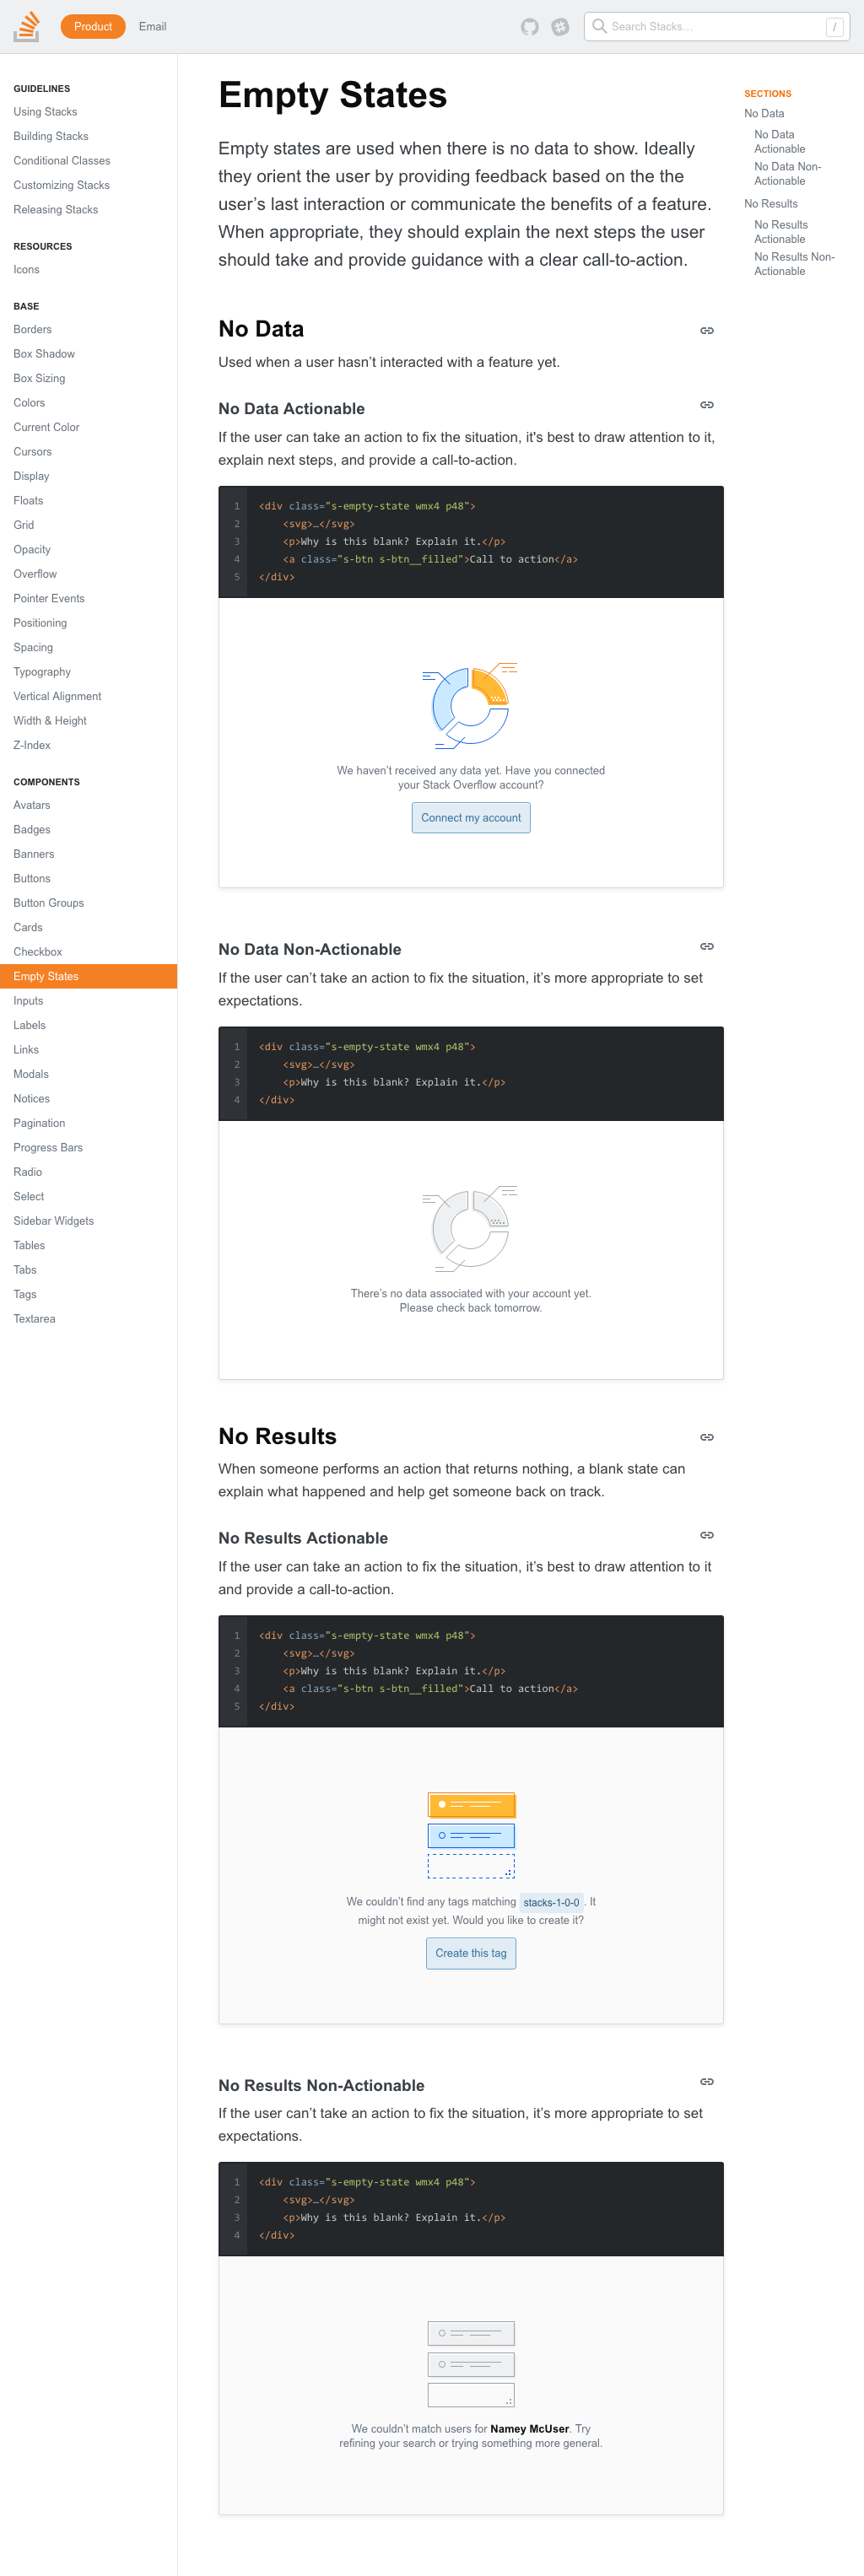 Product
Email
Search Stacks…
/
GUIDELINES
Using Stacks
Building Stacks
Conditional Classes
Customizing Stacks
Releasing Stacks
RESOURCES
Icons
BASE
Borders
Box Shadow
Box Sizing
Colors
Current Color
Cursors
Display
Floats
Grid
Opacity
Overflow
Pointer Events
Positioning
Spacing
Typography
Vertical Alignment
Width & Height
Z-Index
COMPONENTS
Avatars
Badges
Banners
Buttons
Button Groups
Cards
Checkbox
Empty States
Inputs
Labels
Links
Modals
Notices
Pagination
Progress Bars
Radio
Select
Sidebar Widgets
Tables
Tabs
Tags
Textarea
Empty States
Empty states are used when there is no data to show. Ideally
they orient the user by providing feedback based on the the
user’s last interaction or communicate the benefits of a feature.
When appropriate, they should explain the next steps the user
should take and provide guidance with a clear call-to-action.
No Data
Used when a user hasn’t interacted with a feature yet.
No Data Actionable
If the user can take an action to fix the situation, it's best to draw attention to it,
explain next steps, and provide a call-to-action.
1 <div class="s-empty-state wmx4 p48">
2 <svg>…</svg>
3 <p>Why is this blank? Explain it.</p>
4 <a class="s-btn s-btn__filled">Call to action</a>
5 </div>
We haven’t received any data yet. Have you connected
your Stack Overflow account?
Connect my account
No Data Non-Actionable
If the user can’t take an action to fix the situation, it’s more appropriate to set
expectations.
1 <div class="s-empty-state wmx4 p48">
2 <svg>…</svg>
3 <p>Why is this blank? Explain it.</p>
4 </div>
There’s no data associated with your account yet.
Please check back tomorrow.
No Results
When someone performs an action that returns nothing, a blank state can
explain what happened and help get someone back on track.
No Results Actionable
If the user can take an action to fix the situation, it’s best to draw attention to it
and provide a call-to-action.
1 <div class="s-empty-state wmx4 p48">
2 <svg>…</svg>
3 <p>Why is this blank? Explain it.</p>
4 <a class="s-btn s-btn__filled">Call to action</a>
5 </div>
We couldn’t find any tags matching stacks-1-0-0. It
might not exist yet. Would you like to create it?
Create this tag
No Results Non-Actionable
If the user can’t take an action to fix the situation, it’s more appropriate to set
expectations.
1 <div class="s-empty-state wmx4 p48">
2 <svg>…</svg>
3 <p>Why is this blank? Explain it.</p>
4 </div>
We couldn’t match users for Namey McUser. Try
refining your search or trying something more general.
SECTIONS
No Data
No Data
Actionable
No Data Non-
Actionable
No Results
No Results
Actionable
No Results Non-
Actionable